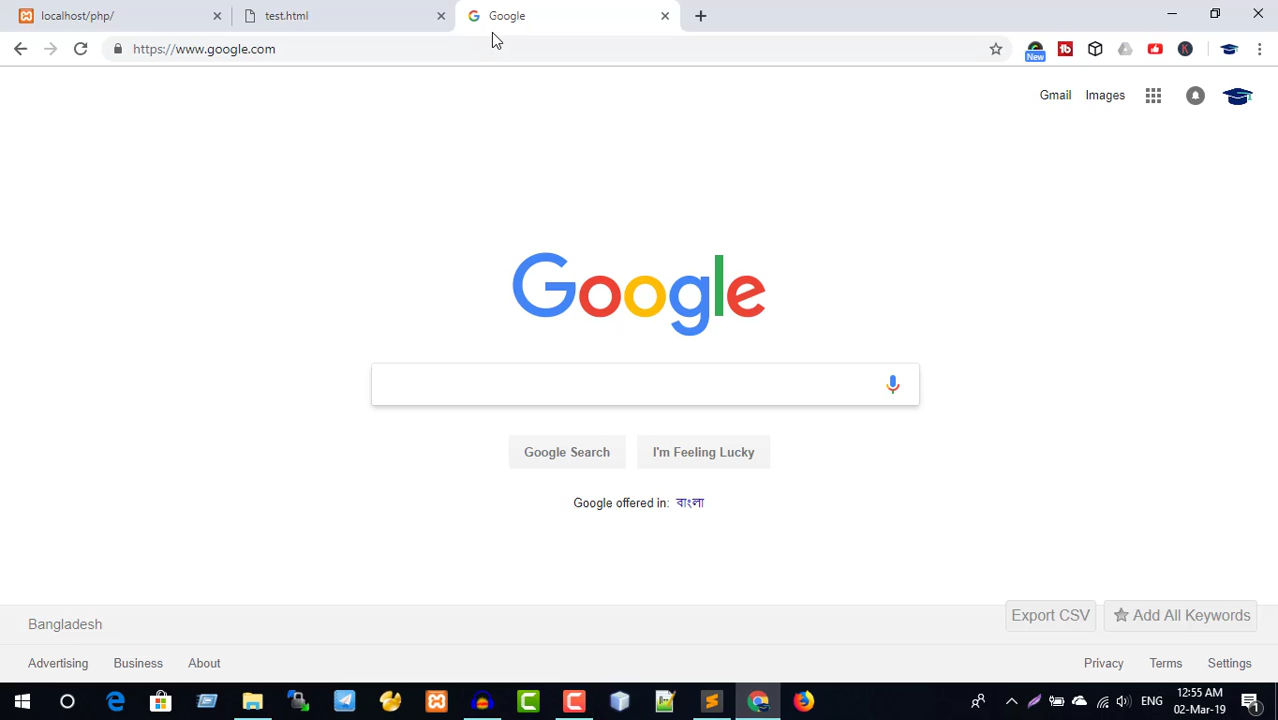 localhost/php/
test.html
Google
https://www.google.com
New
Gmail
Images
Google
Google Search
I'm Feeling Lucky
Google offered in: বাংলা
Export CSV
Add All Keywords
Bangladesh
Advertising
Business
About
Privacy
Terms
Settings
ENG
12:55 AM
02-Mar-19